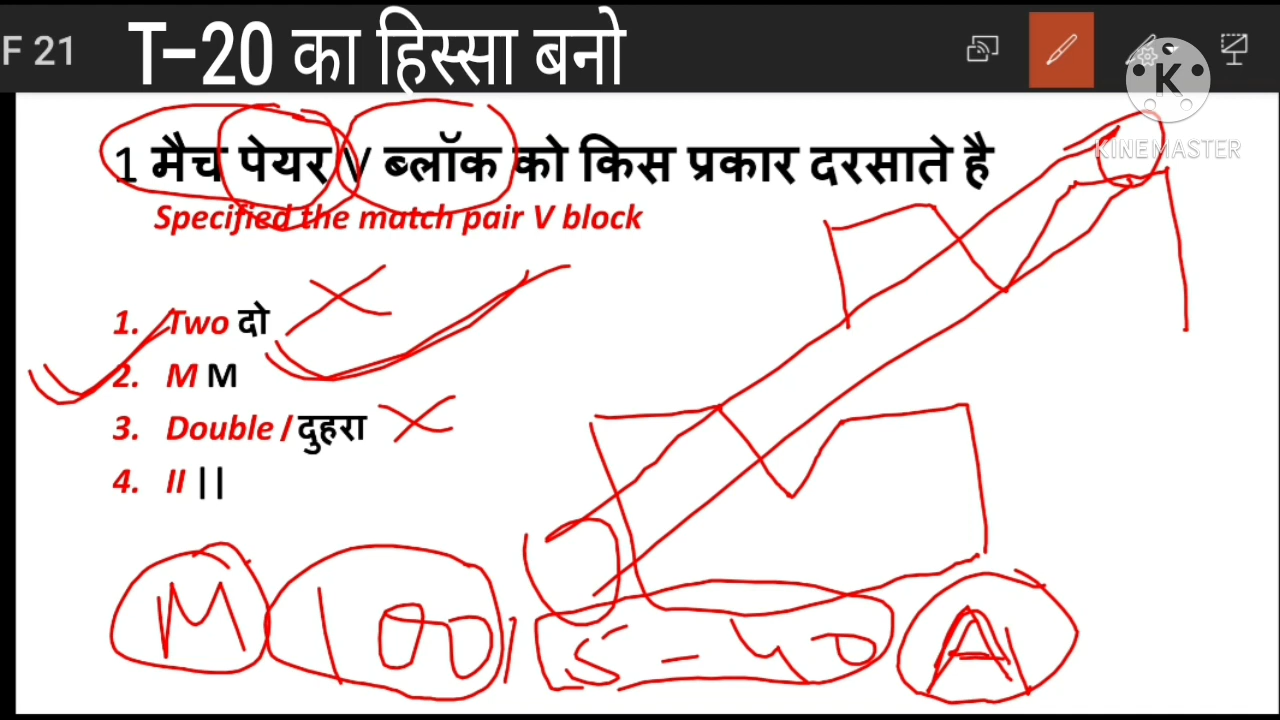 F 21 T-20 का हिस्सा बनो
KINEMASTER
1 मैच पेयर V ब्लॉक को किस प्रकार दरसाते है
Specified the match pair V block
1. Two दो
2. M M
3. Double / दुहरा
4. II ||
M 100/ 5-40 A